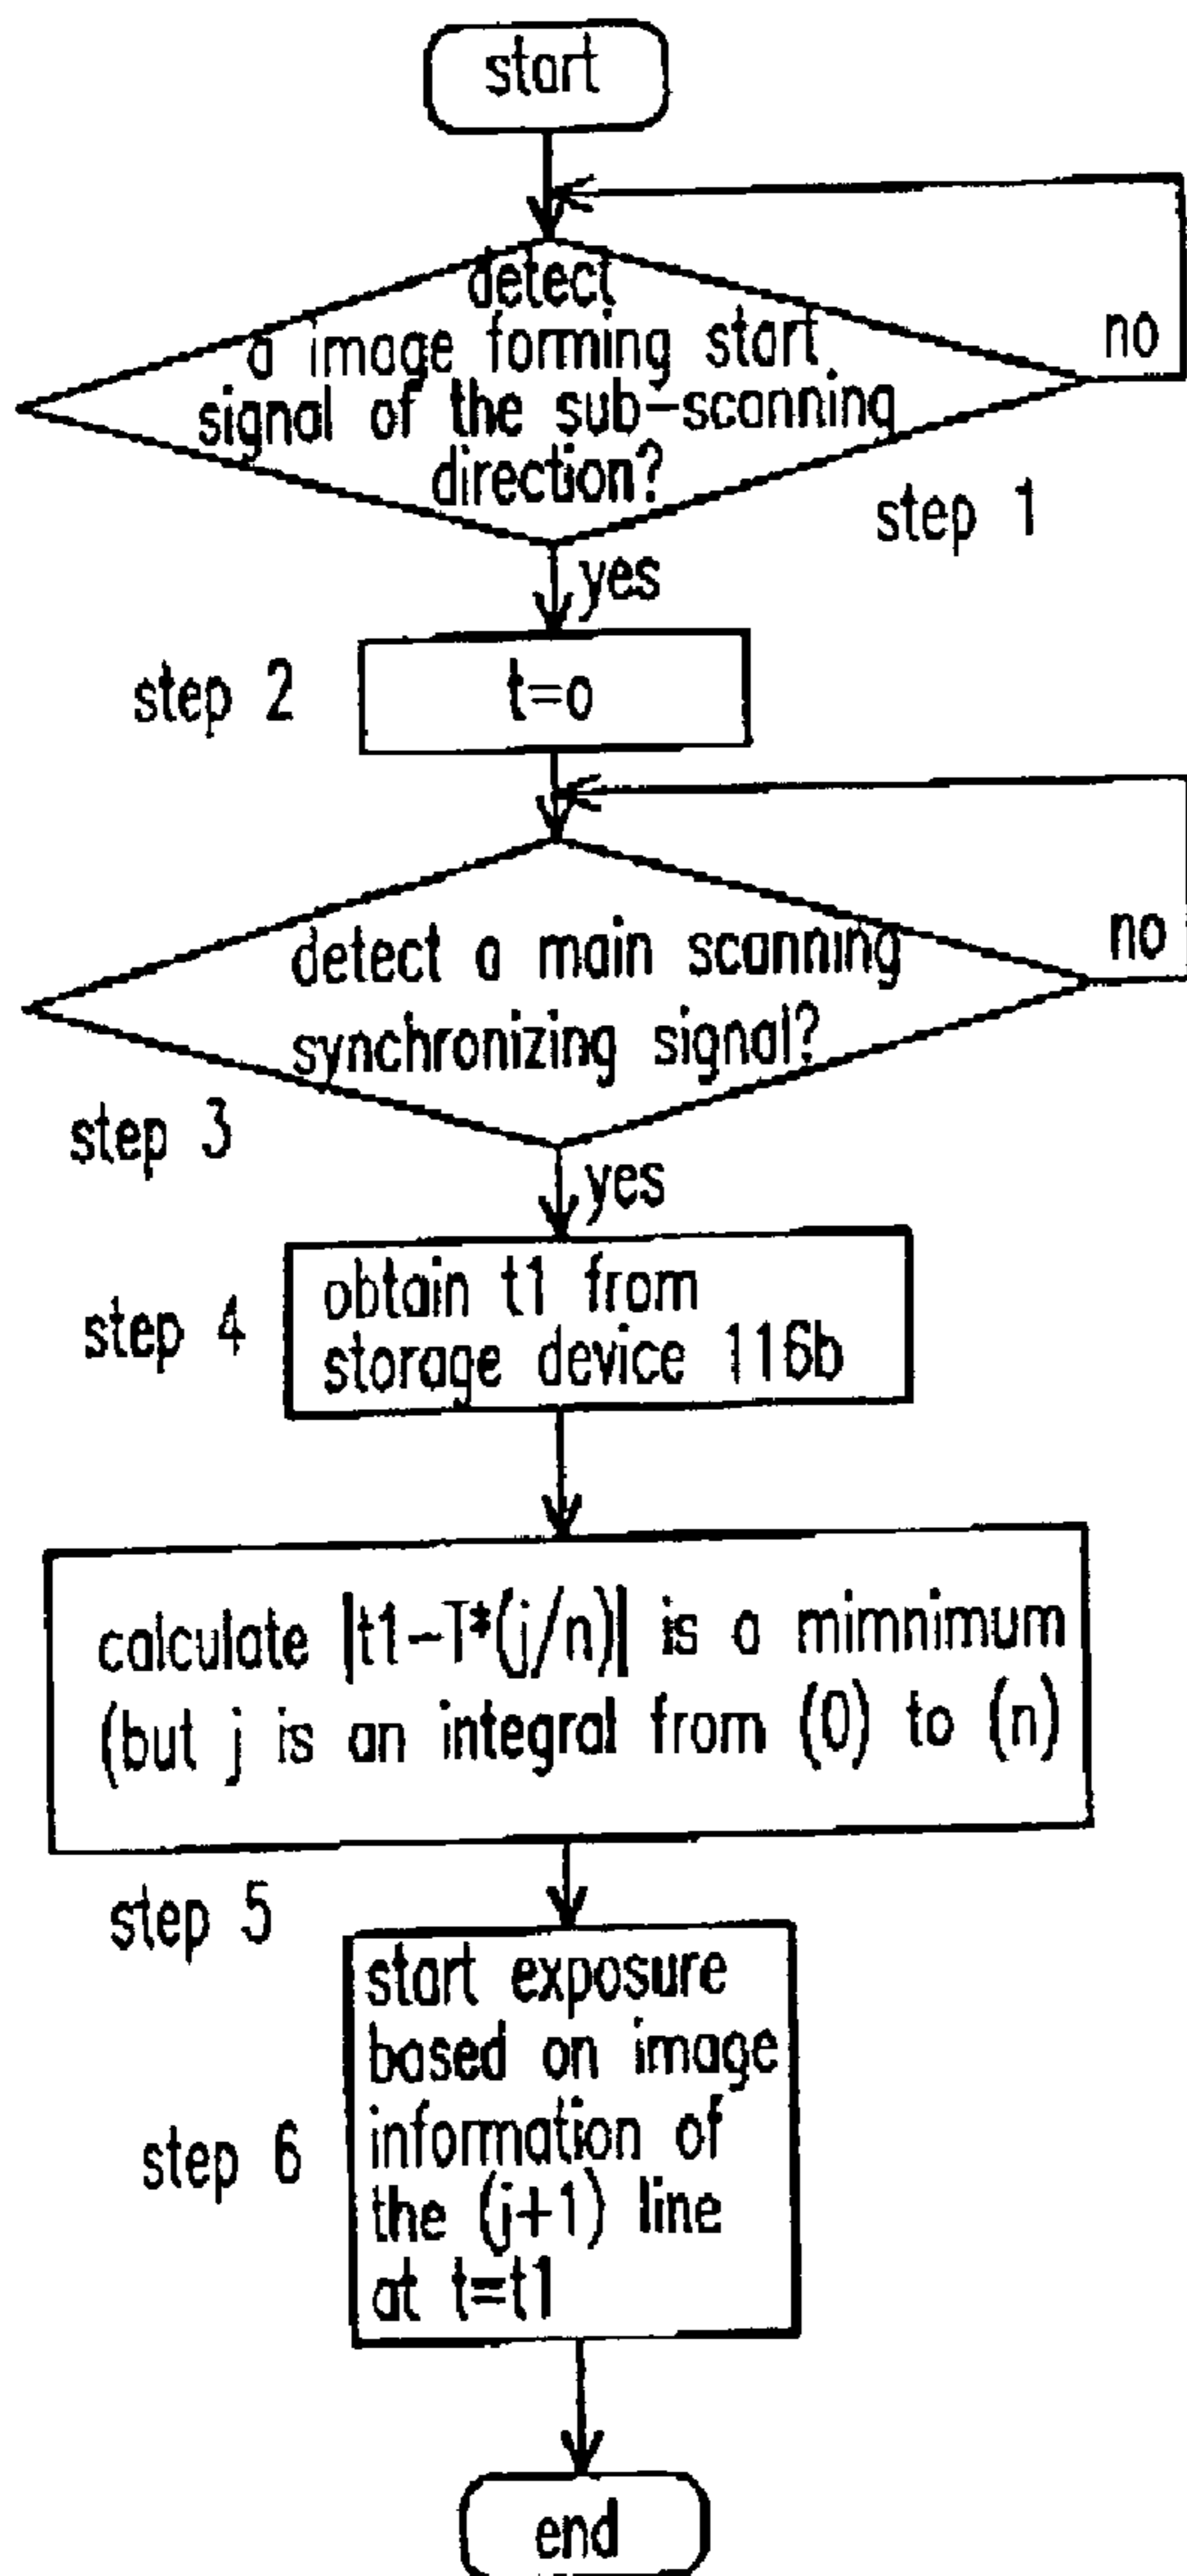 start
detect
a image forming start
signal of the sub-scanning
direction?
no
step 1
yes
step 2
t=o
detect a main scanning
synchronizing signal?
no
step 3
yes
step 4
obtain t1 from
storage device 116b
calculate |t1-T*(j/n)| is a mimnimum
(but j is an integral from (0) to (n)
step 5
start exposure
based on image
information of
the (j+1) line
at t=t1
step 6
end